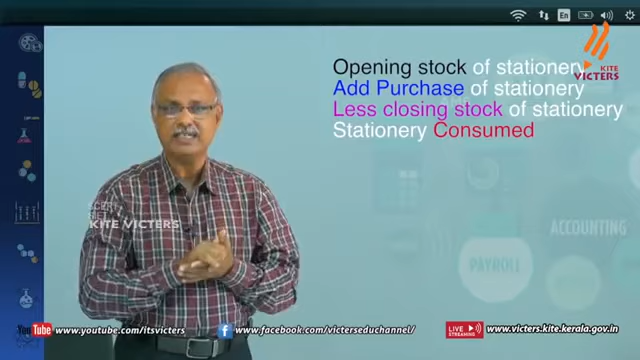 En
KITE
VICTERS
Opening stock of stationery
Add Purchase of stationery
Less closing stock of stationery
Stationery Consumed
SCERT
KITE VICTERS
ACCOUNTING
PAYROLL
YouTube www.youtube.com/itsvicters
www.facebook.com/victerseduchannel/
LIVE
STREAMING
www.victers.kite.kerala.gov.in